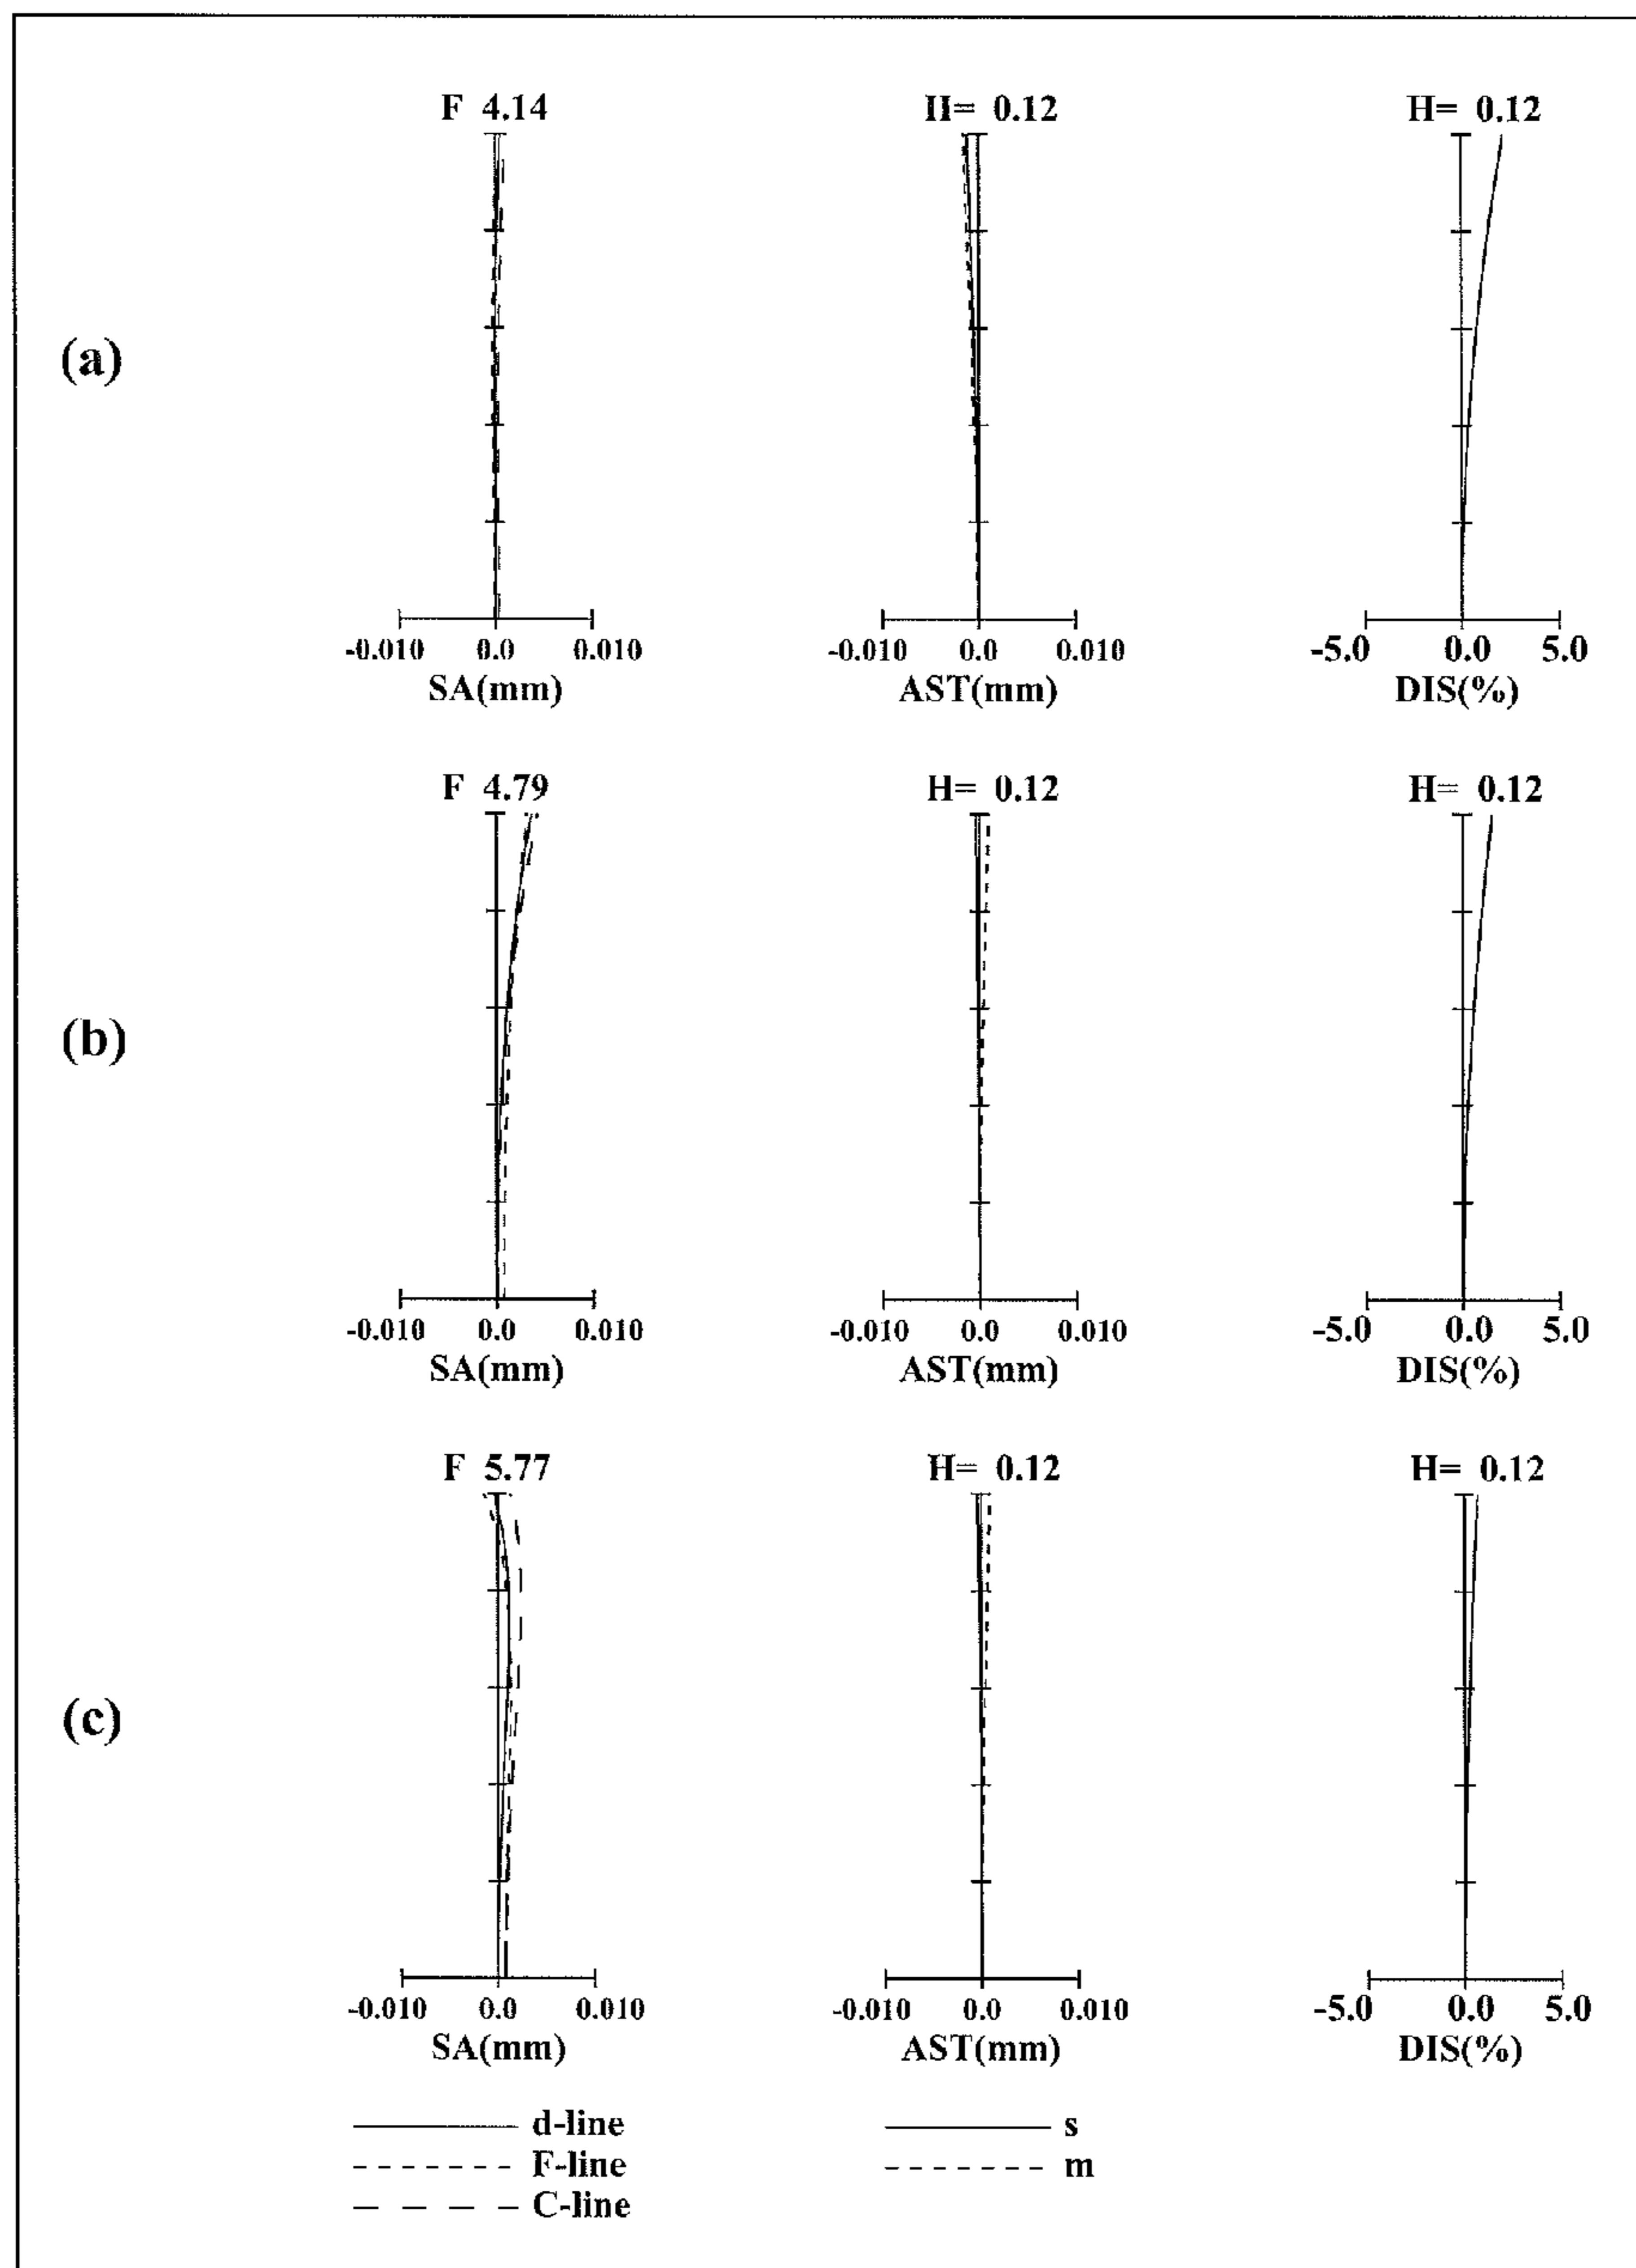 F 4.14 H= 0.12 H= 0.12
(a)
-0.010 0.0 0.010 -0.010 0.0 0.010 -5.0 0.0 5.0
SA(mm) AST(mm) DIS(%)
F 4.79 H= 0.12 H= 0.12
(b)
-0.010 0.0 0.010 -0.010 0.0 0.010 -5.0 0.0 5.0
SA(mm) AST(mm) DIS(%)
F 5.77 H= 0.12 H= 0.12
(c)
-0.010 0.0 0.010 -0.010 0.0 0.010 -5.0 0.0 5.0
SA(mm) AST(mm) DIS(%)
d-line s
F-line m
C-line